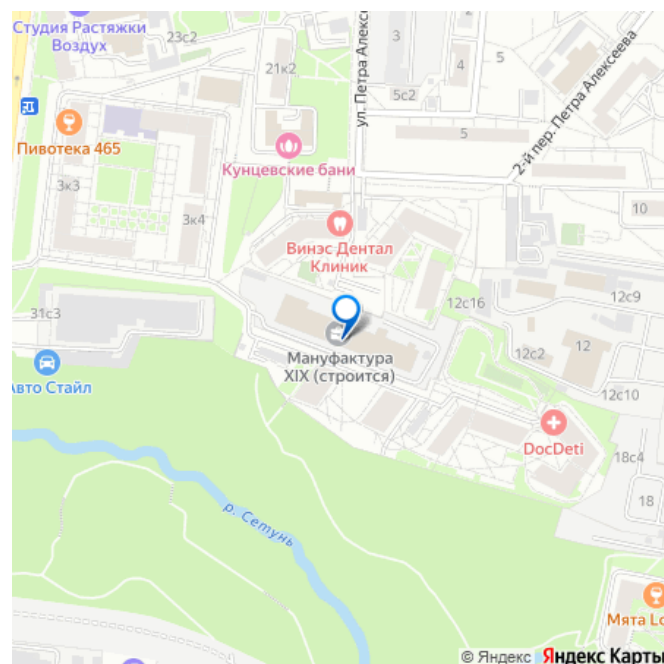 Студия Растяжки
Воздух
23с2
3
21к2
4
5
5с2
ул. Петра Алексе
2-й пер. Петра Алексеева
Пивотека 465
5
Кунцевские бани
3к3
3к4
10
Винэс Дентал
Клиник
12с16
12с9
31с3
Мануфактура
XIX (строится)
12с2
12
Авто Стайл
12с10
DocDeti
18с4
18
р. Сетунь
Мята Lo
© Яндекс Яндекс Карты